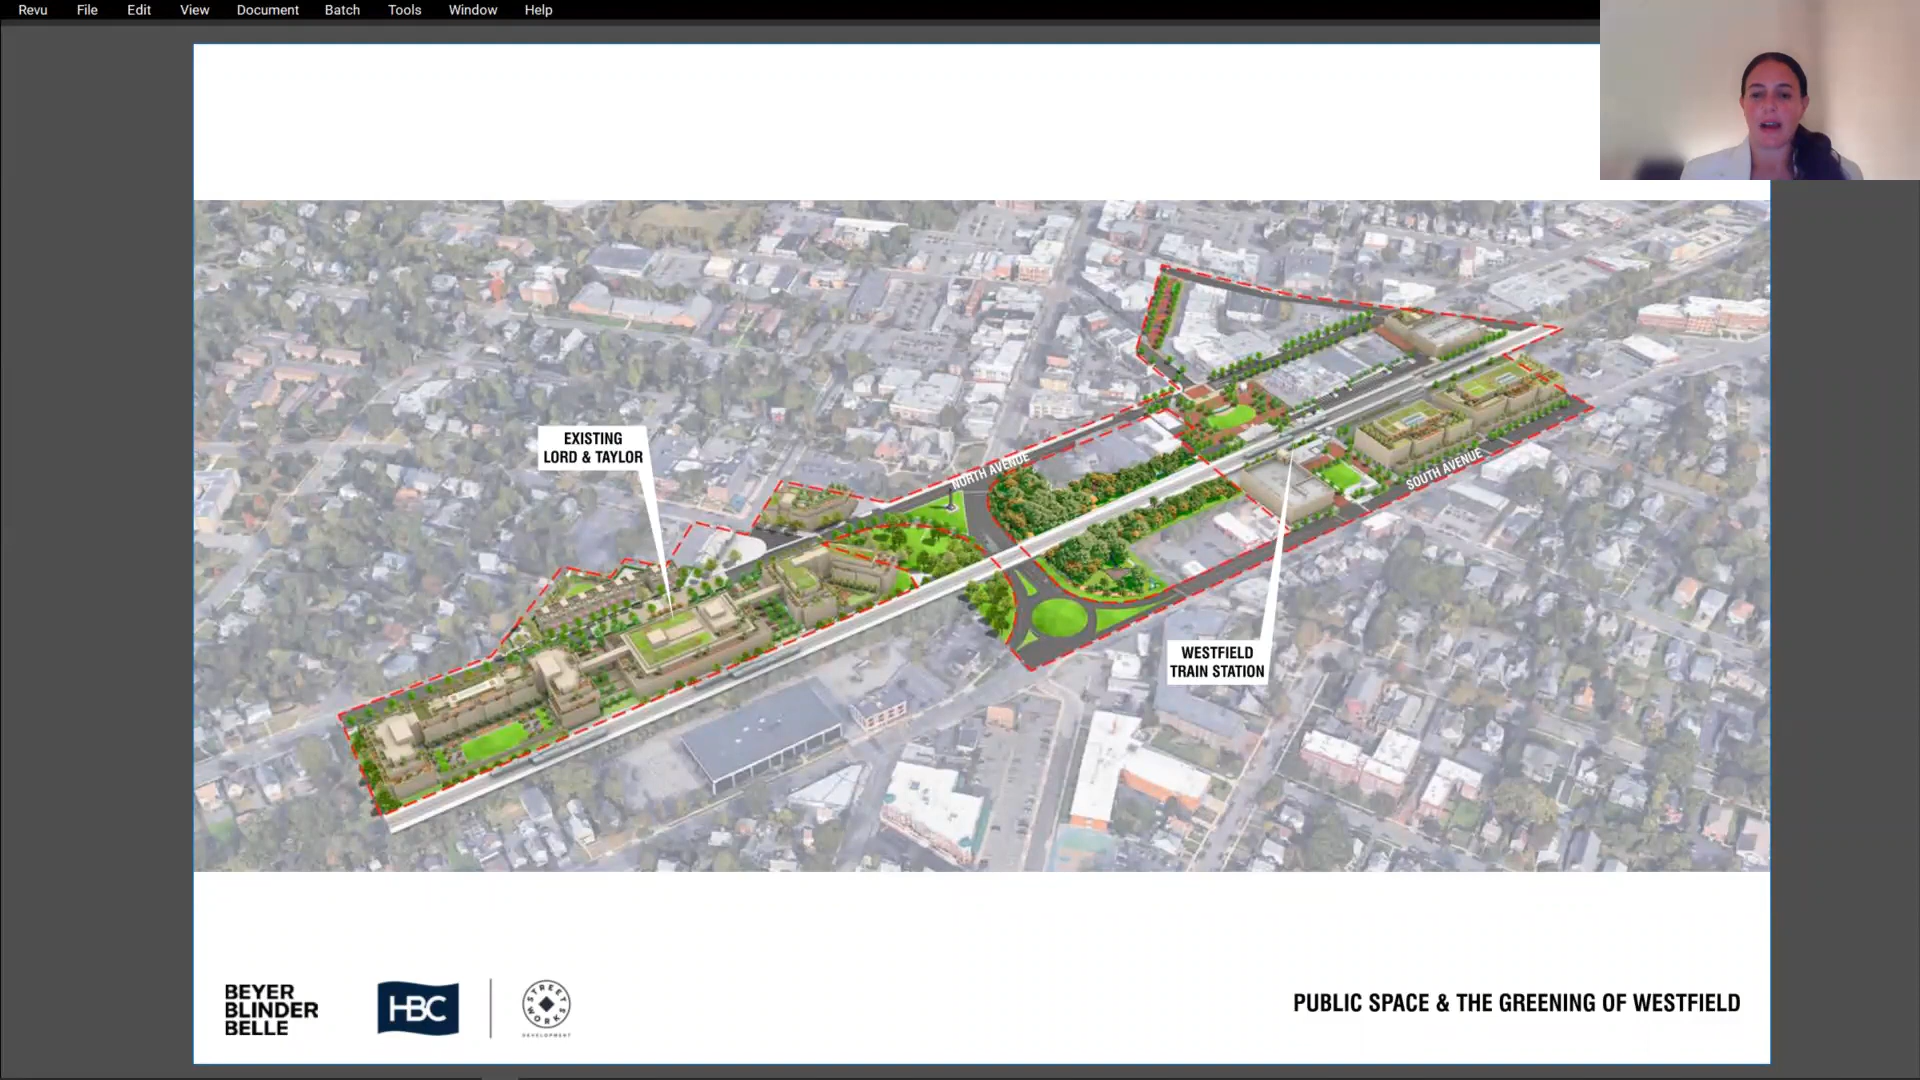 Revu File Edit View Document Batch Tools Window Help
EXISTING
LORD & TAYLOR
NORTH AVENUE
SOUTH AVENUE
WESTFIELD
TRAIN STATION
BEYER
BLINDER
BELLE
HBC
STREET
WORKS
DEVELOPMENT
PUBLIC SPACE & THE GREENING OF WESTFIELD